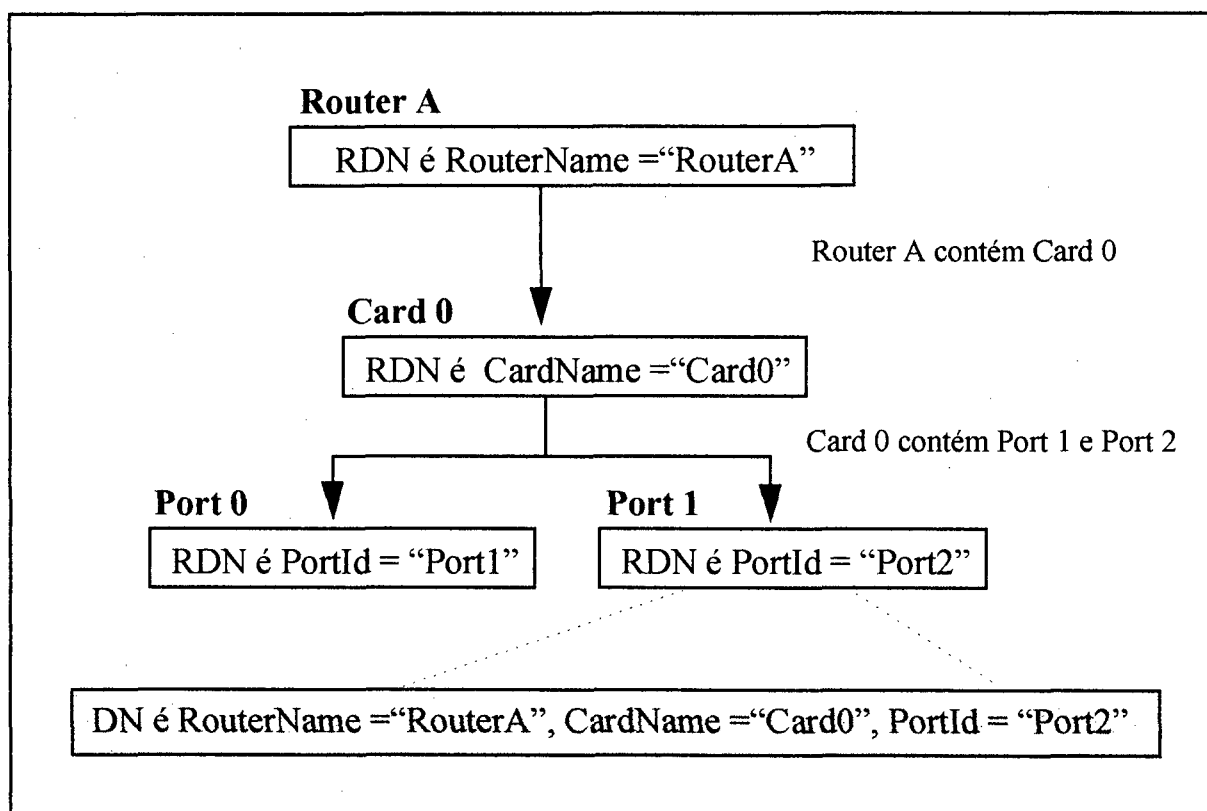 Router A
RDN é RouterName =“RouterA”
Router A contém Card 0
Card 0
RDN é CardName =“Card0”
Card 0 contém Port 1 e Port 2
Port 0
RDN é PortId = “Port1”
Port 1
RDN é PortId = “Port2”
DN é RouterName =“RouterA”, CardName =“Card0”, PortId = “Port2”